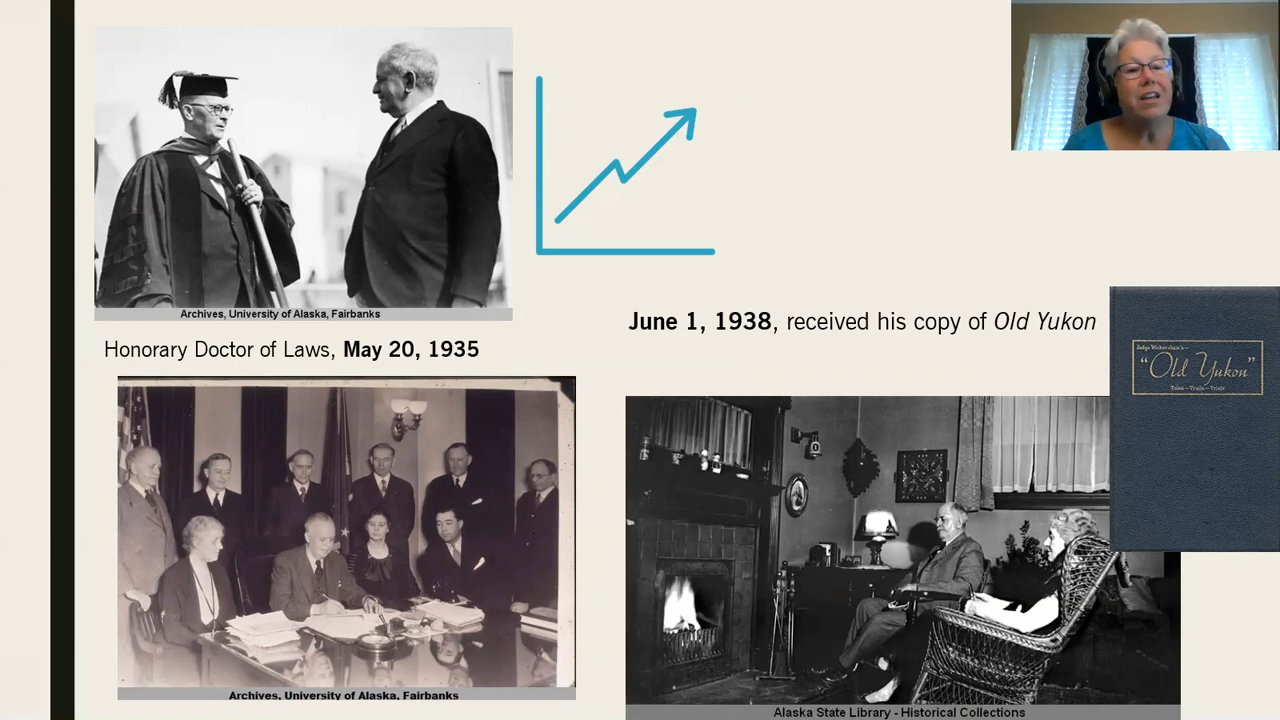 Archives, University of Alaska, Fairbanks
Honorary Doctor of Laws, May 20, 1935
June 1, 1938, received his copy of Old Yukon
Judge Wickersham's—
"Old Yukon"
Tales—Trails—Trials
Archives, University of Alaska, Fairbanks
Alaska State Library - Historical Collections